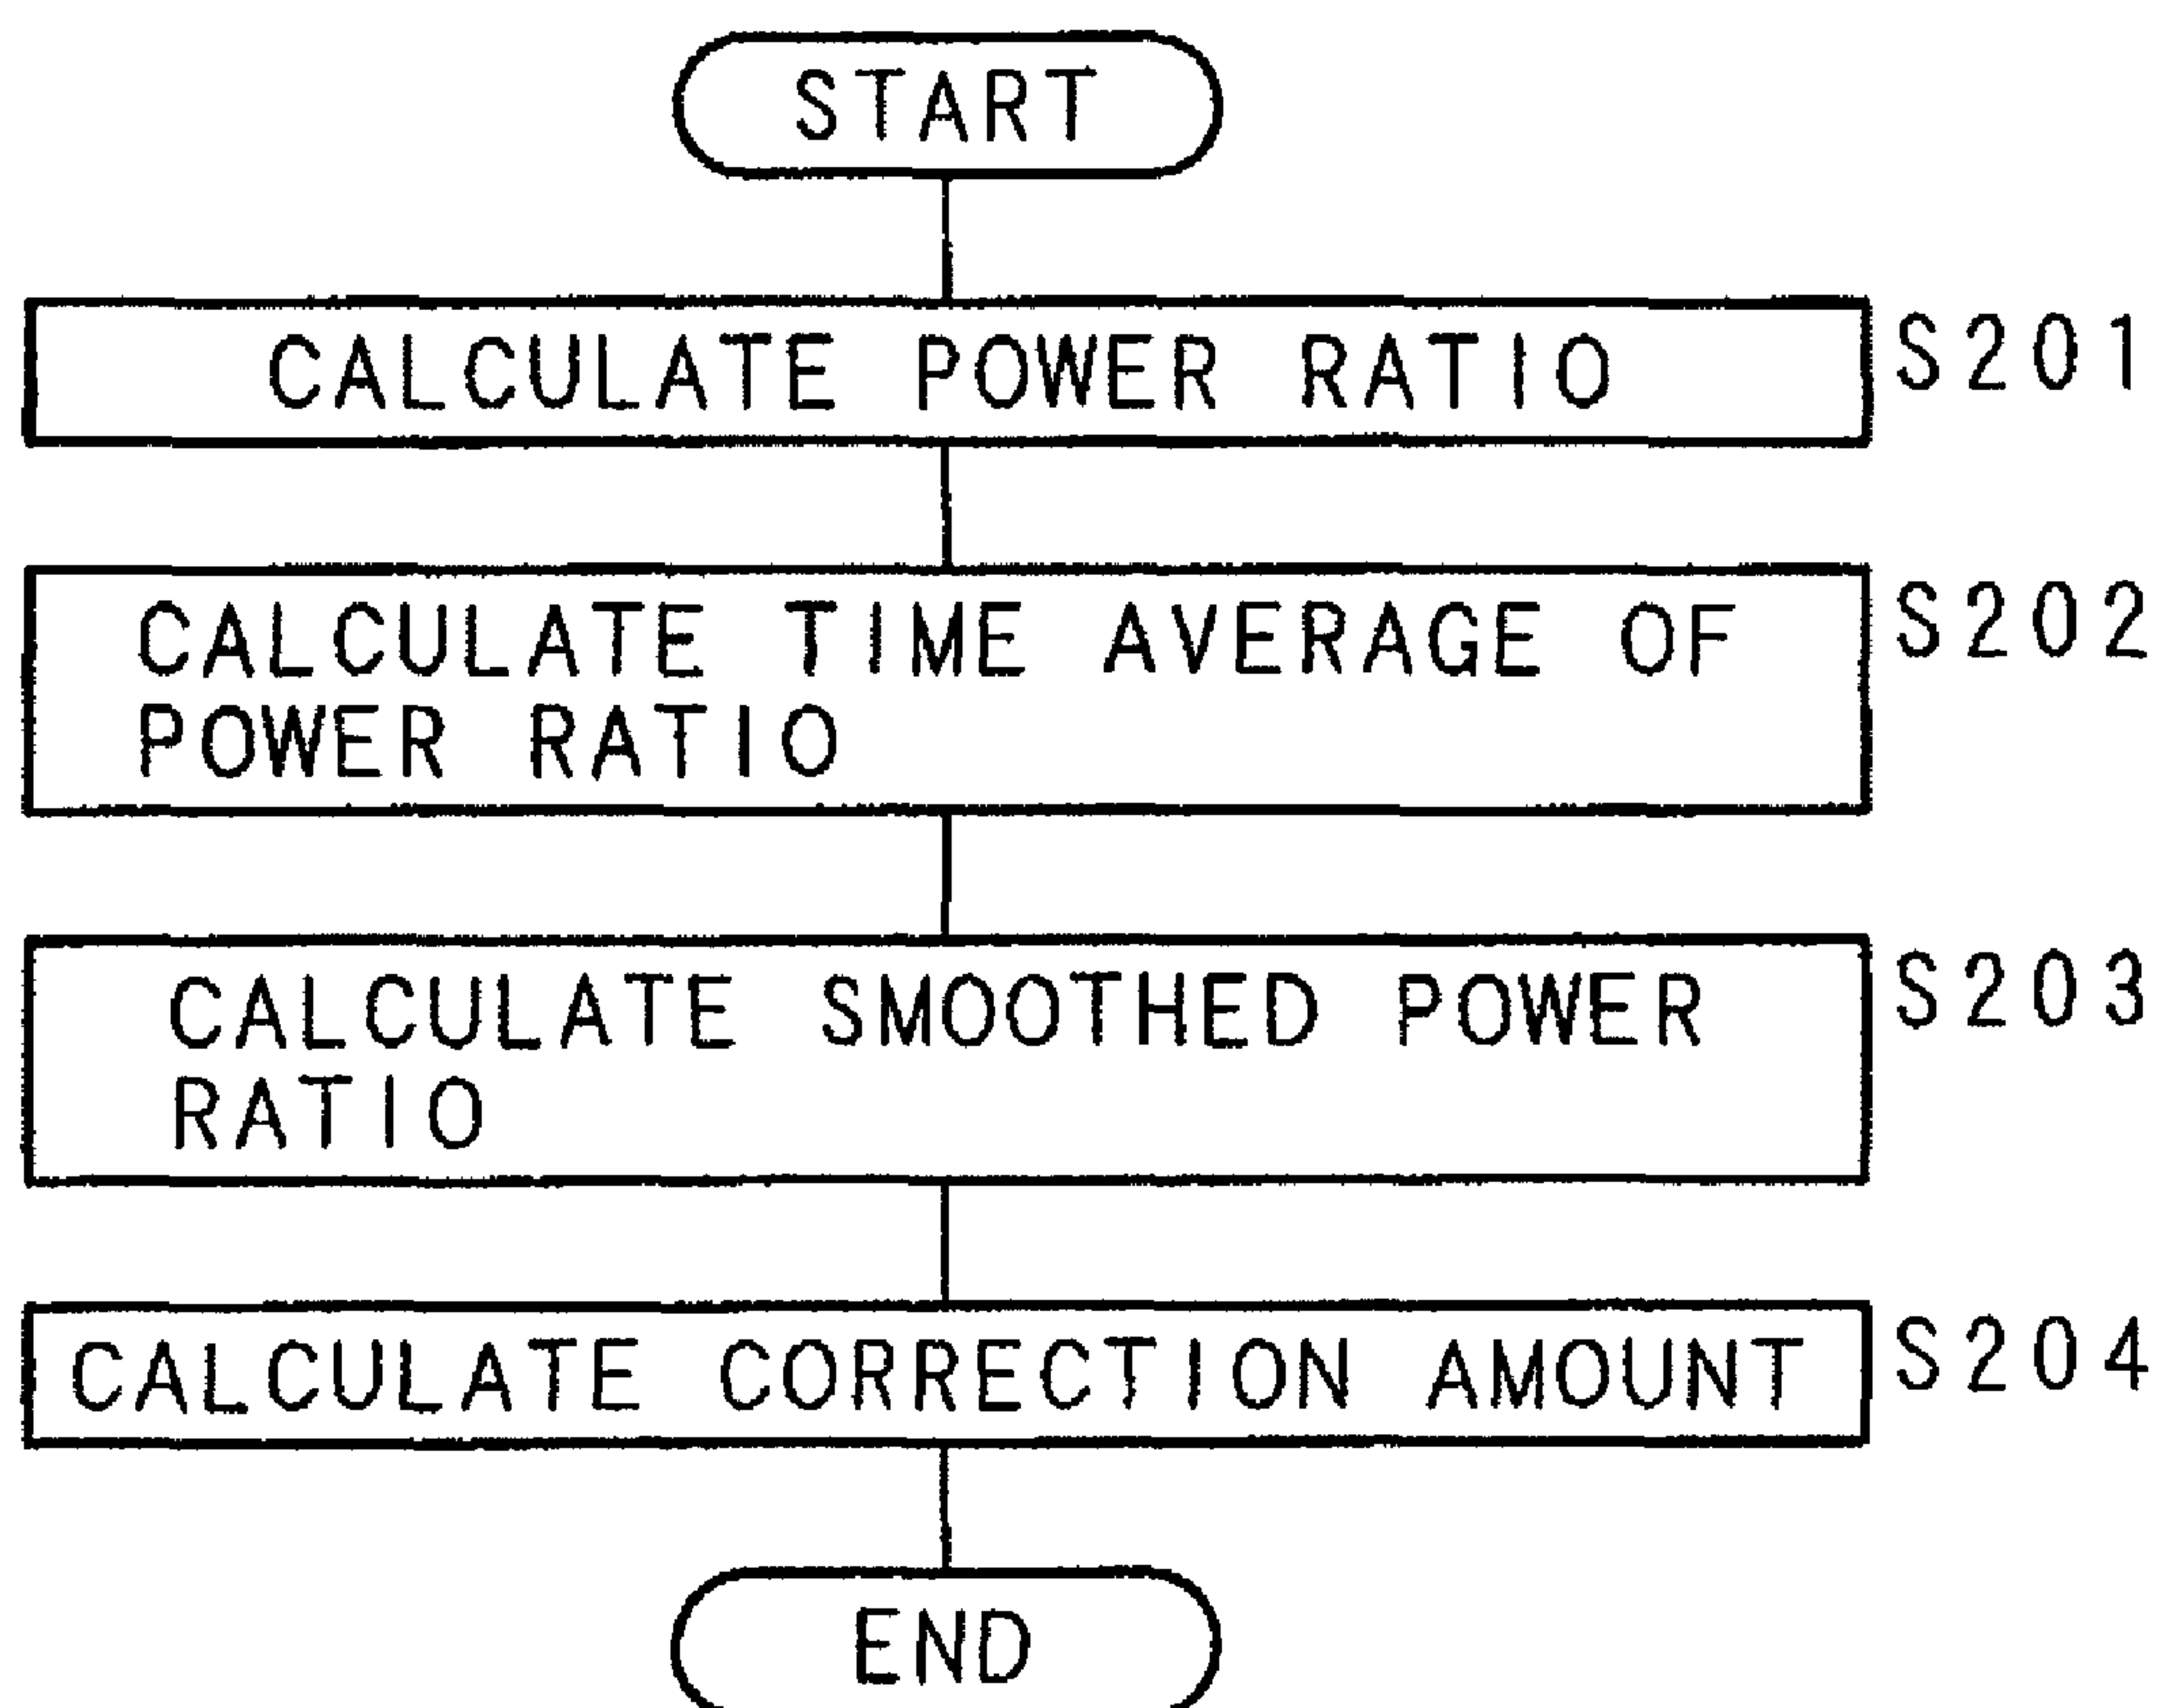 START
CALCULATE POWER RATIO S201
CALCULATE TIME AVERAGE OF S202
POWER RATIO
CALCULATE SMOOTHED POWER S203
RATIO
CALCULATE CORRECTION AMOUNT S204
END